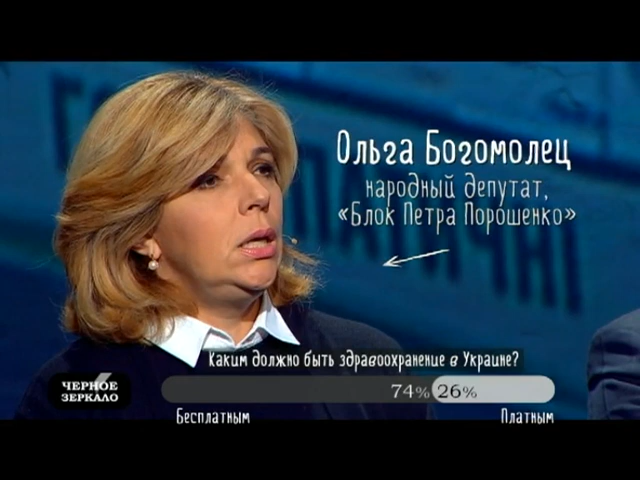 Ольга Богомолец
народный депутат,
«Блок Петра Порошенко»
Каким должно быть здравоохранение в Украине?
ЧЕРНОЕ
ЗЕРКАЛО
74% 26%
Бесплатным Платным